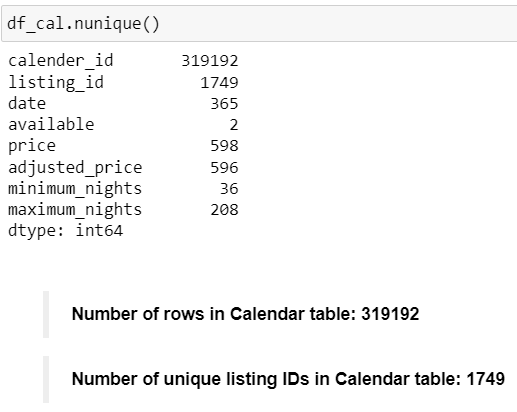 df_cal.nunique()
calender_id 319192
listing_id 1749
date 365
available 2
price 598
adjusted_price 596
minimum_nights 36
maximum_nights 208
dtype: int64
Number of rows in Calendar table: 319192
Number of unique listing IDs in Calendar table: 1749